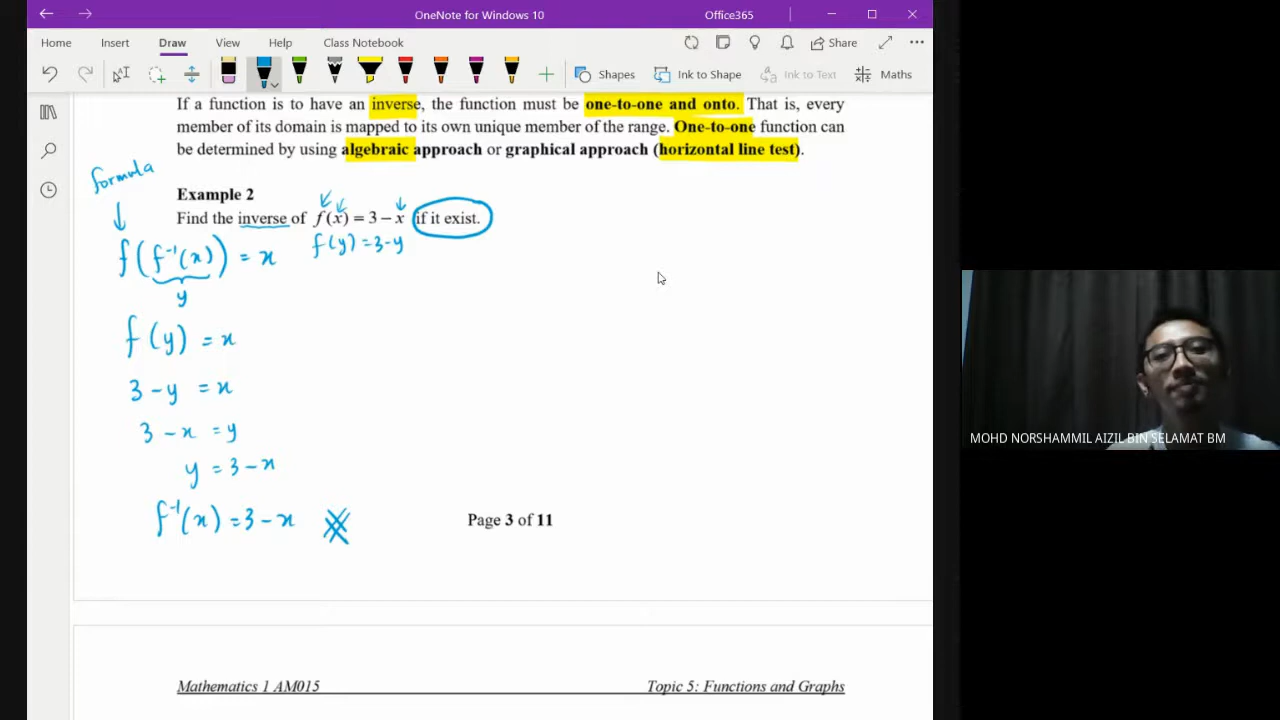 OneNote for Windows 10
Office365
Home Insert Draw View Help Class Notebook
Share
Shapes Ink to Shape Ink to Text Maths
If a function is to have an inverse, the function must be one-to-one and onto. That is, every
member of its domain is mapped to its own unique member of the range. One-to-one function can
be determined by using algebraic approach or graphical approach (horizontal line test).
formula
Example 2
Find the inverse of f(x) = 3 − x if it exist.
f(y) = 3-y
f(f⁻¹(x)) = x
y
f(y) = x
3 - y = x
3 - x = y
y = 3 - x
f⁻¹(x) = 3 - x
Page 3 of 11
Mathematics 1 AM015 Topic 5: Functions and Graphs
MOHD NORSHAMMIL AIZIL BIN SELAMAT BM